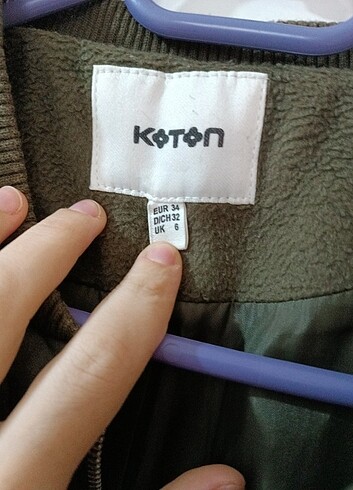 KOTON
EUR 34
D/CH32
UK 6